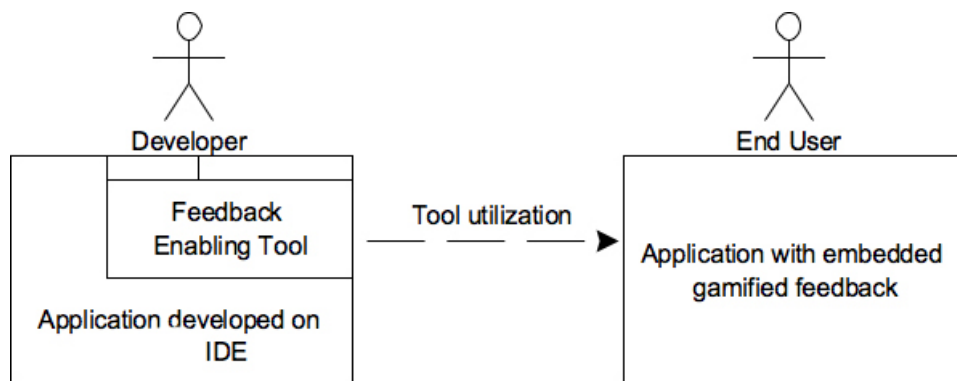 Developer
End User
Feedback
Enabling Tool
Tool utilization
Application with embedded
gamified feedback
Application developed on
IDE